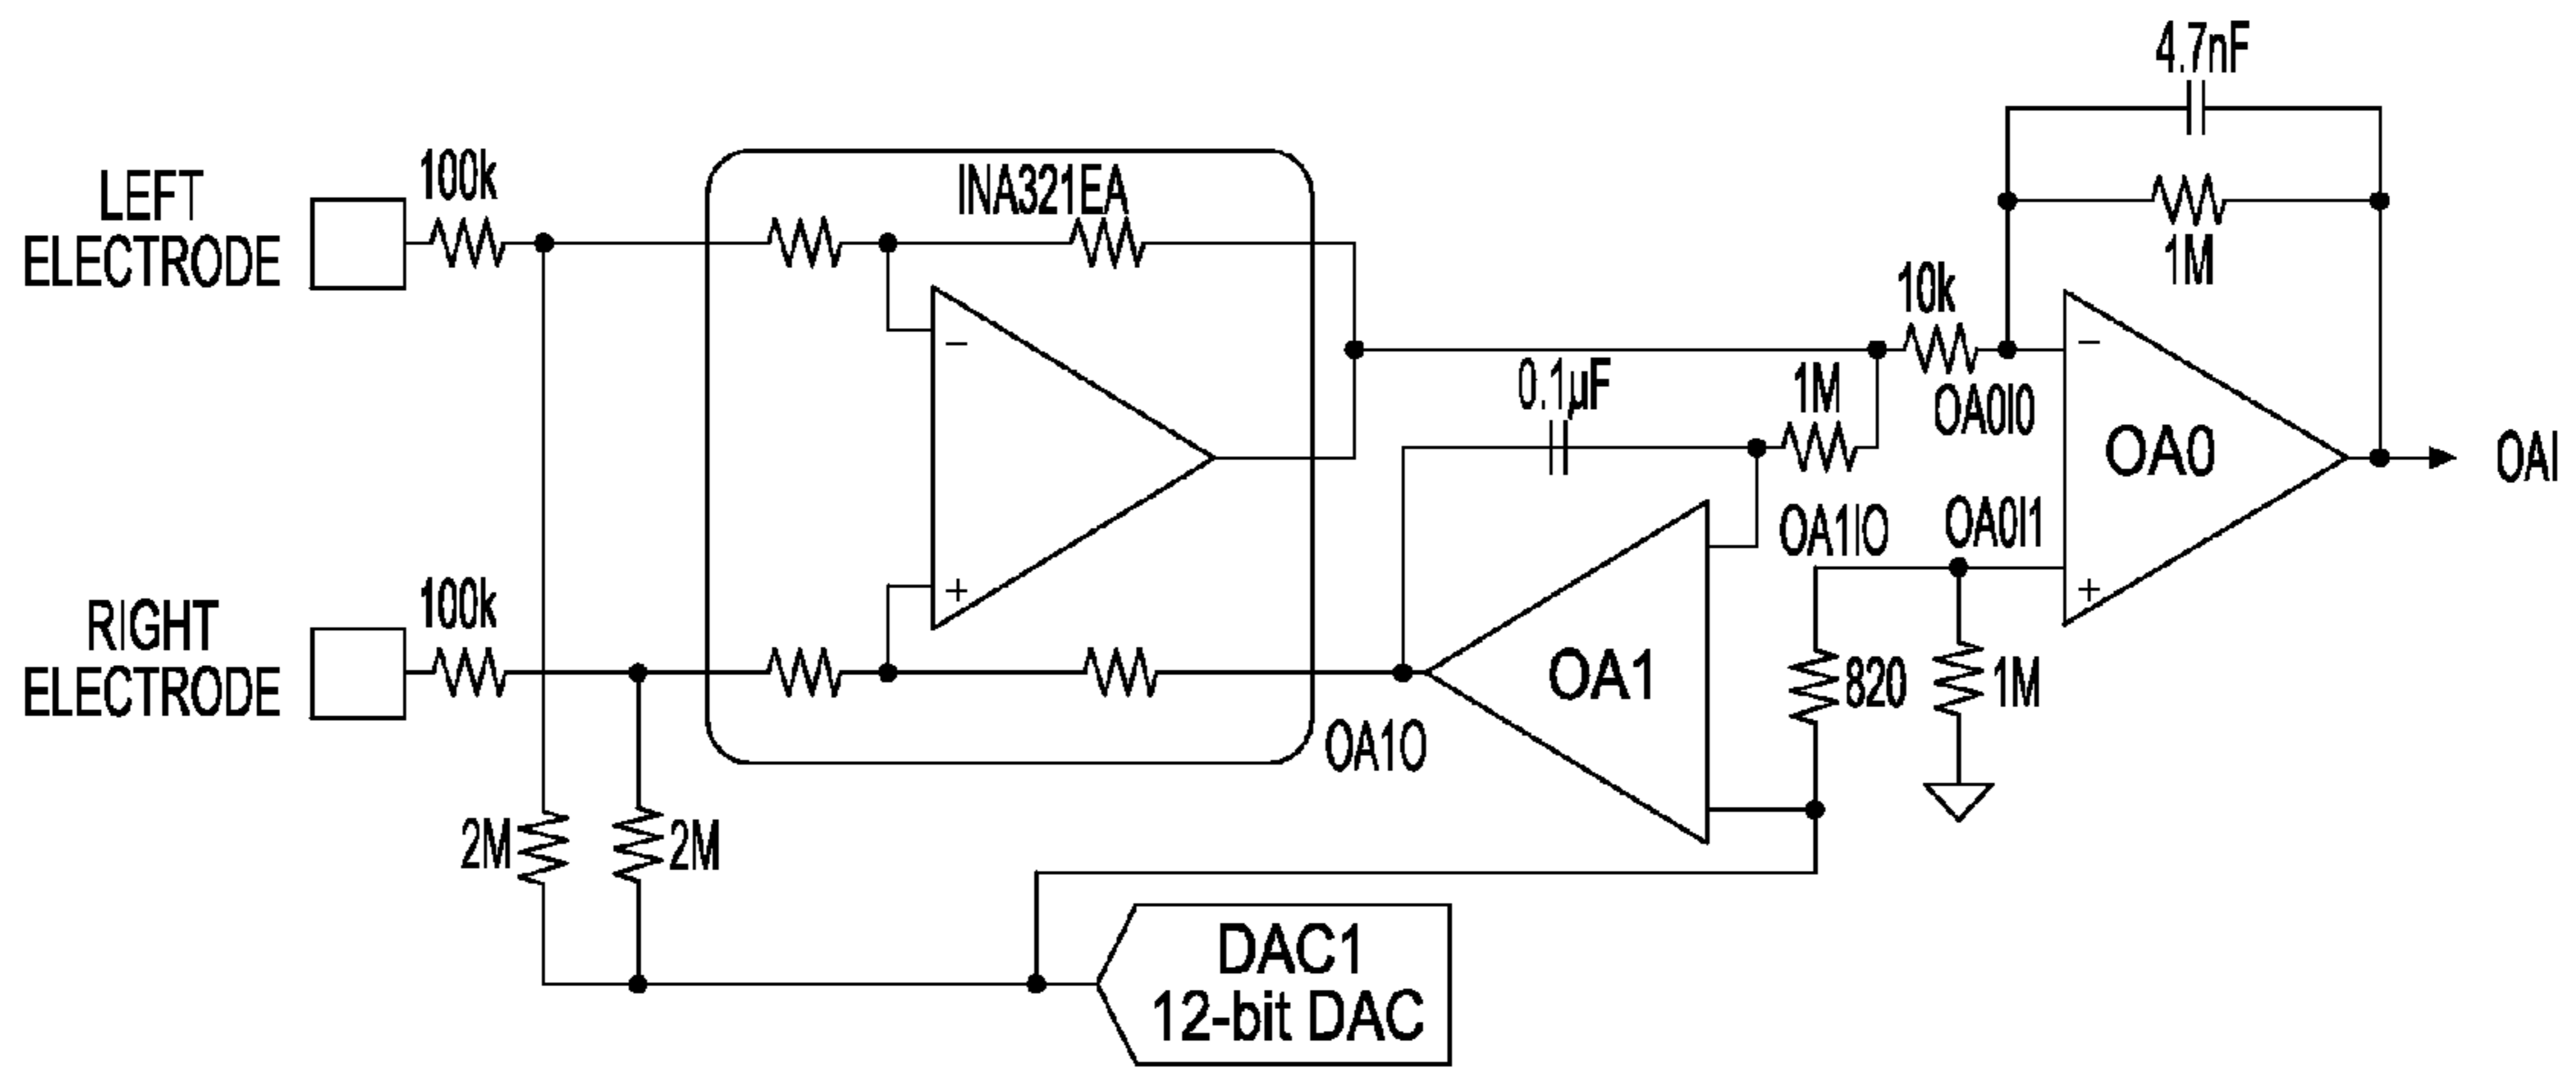 4.7nF
LEFT
ELECTRODE
100k
INA321EA
1M
10k
0.1µF
1M
OA0I0
OA0
OAI
OA1IO
OA0I1
RIGHT
ELECTRODE
100k
OA1
820
1M
OA1O
2M
2M
DAC1
12-bit DAC
−
+
−
+